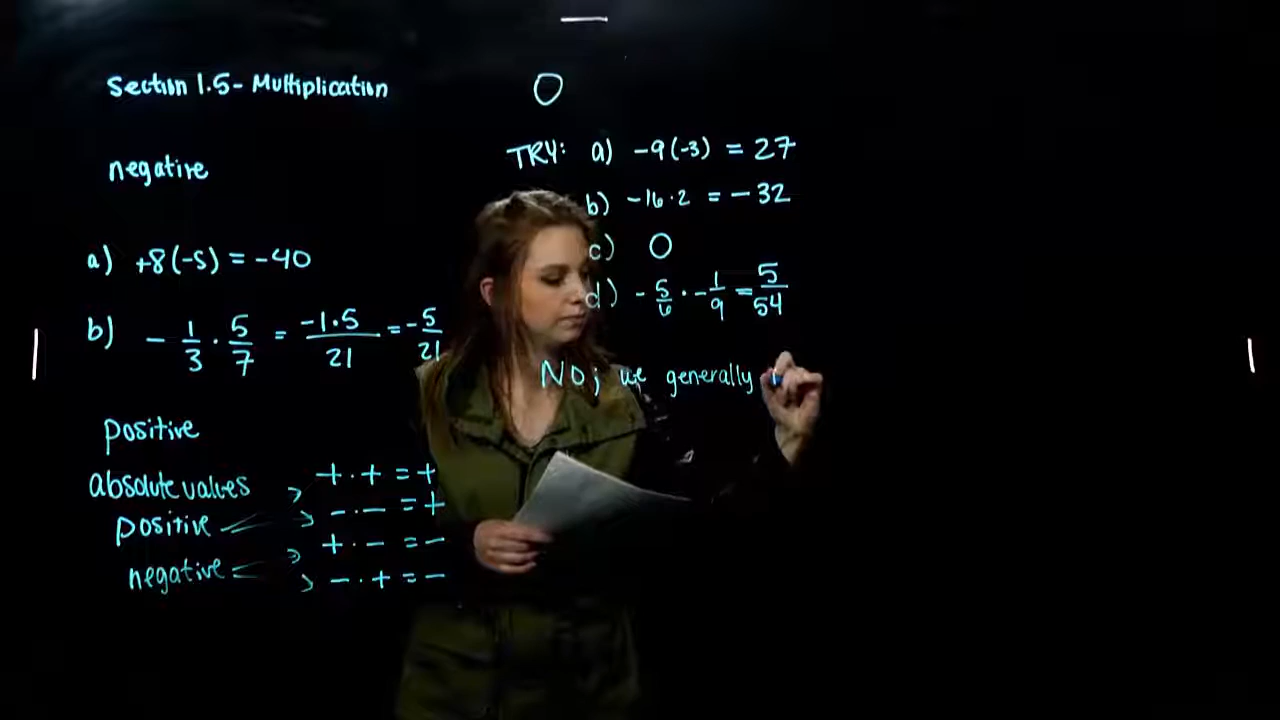 Section 1.5 - Multiplication
negative
a) +8(-5) = -40
b) - 1/3 · 5/7 = -1·5/21 = -5/21
positive
absolute values
positive
negative
+ · + = +
- · - = +
+ · - = -
- · + = -
0
TRY: a) -9(-3) = 27
b) -16·2 = -32
c) 0
d) - 5/6 · - 1/9 = 5/54
NO; we generally